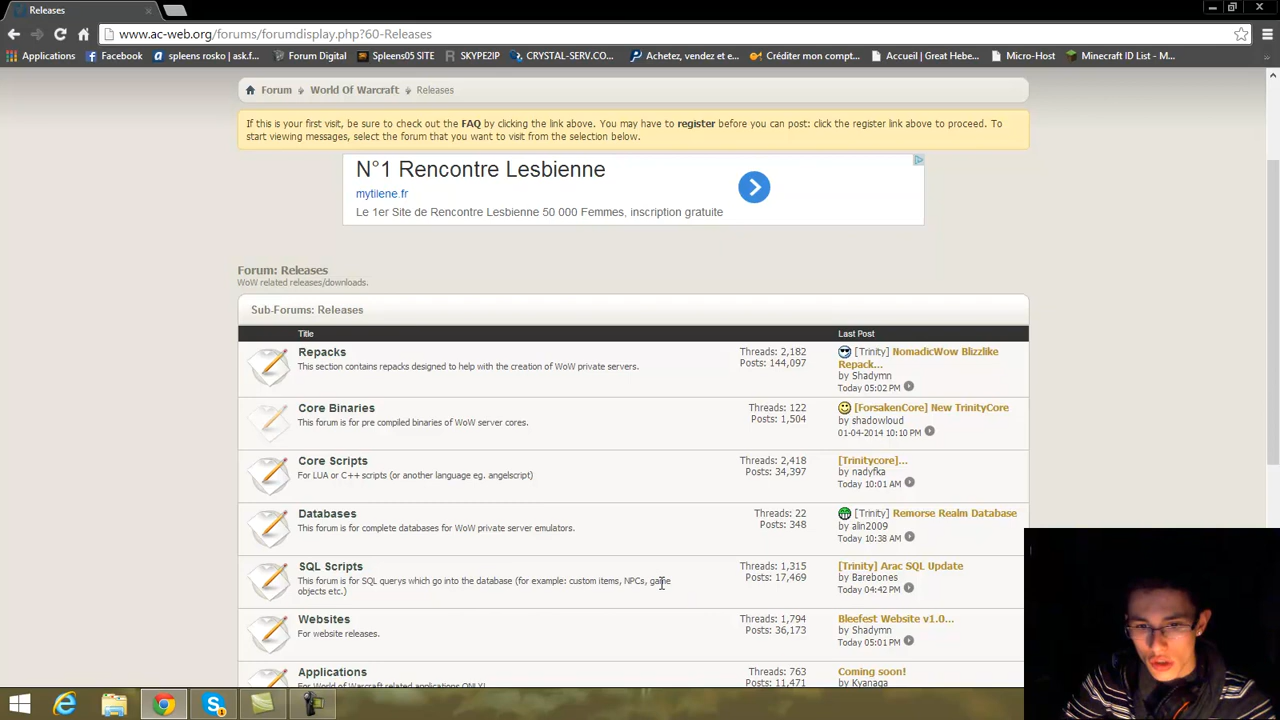 Releases
www.ac-web.org/forums/forumdisplay.php?60-Releases
Applications Facebook spleens rosko | ask.f... Forum Digital Spleens05 SITE SKYPE2IP CRYSTAL-SERV.CO... Achetez, vendez et e... Créditer mon compt... Accueil | Great Hebe... Micro-Host Minecraft ID List - M... »
Forum World Of Warcraft Releases
If this is your first visit, be sure to check out the FAQ by clicking the link above. You may have to register before you can post: click the register link above to proceed. To
start viewing messages, select the forum that you want to visit from the selection below.
N°1 Rencontre Lesbienne
mytilene.fr
Le 1er Site de Rencontre Lesbienne 50 000 Femmes, inscription gratuite
Forum: Releases
WoW related releases/downloads.
Sub-Forums: Releases
Title Last Post
Repacks
This section contains repacks designed to help with the creation of WoW private servers.
Threads: 2,182
Posts: 144,097
[Trinity] NomadicWow Blizzlike
Repack...
by Shadymn
Today 05:02 PM
Core Binaries
This forum is for pre compiled binaries of WoW server cores.
Threads: 122
Posts: 1,504
[ForsakenCore] New TrinityCore
by shadowloud
01-04-2014 10:10 PM
Core Scripts
For LUA or C++ scripts (or another language eg. angelscript)
Threads: 2,418
Posts: 34,397
[Trinitycore]...
by nadyfka
Today 10:01 AM
Databases
This forum is for complete databases for WoW private server emulators.
Threads: 22
Posts: 348
[Trinity] Remorse Realm Database
by alin2009
Today 10:38 AM
SQL Scripts
This forum is for SQL querys which go into the database (for example: custom items, NPCs, game
objects etc.)
Threads: 1,315
Posts: 17,469
[Trinity] Arac SQL Update
by Barebones
Today 04:42 PM
Websites
For website releases.
Threads: 1,794
Posts: 36,173
Bleefest Website v1.0...
by Shadymn
Today 05:01 PM
Applications
For World of Warcraft related applications ONLY!
Threads: 763
Posts: 11,471
Coming soon!
by Kyanaga